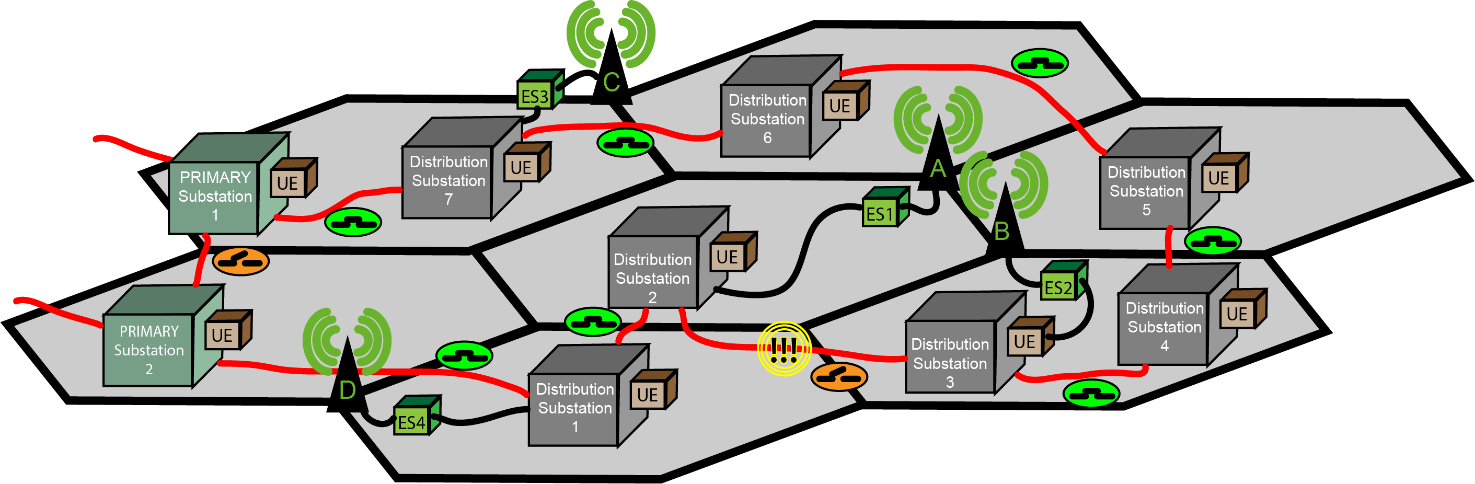 C
ES3
Distribution
Substation
6
UE
PRIMARY
Substation
1
UE
Distribution
Substation
7
UE
A
ES1
B
Distribution
Substation
5
UE
Distribution
Substation
2
UE
ES2
PRIMARY
Substation
2
UE
D
ES4
Distribution
Substation
1
UE
!!!
Distribution
Substation
3
UE
Distribution
Substation
4
UE